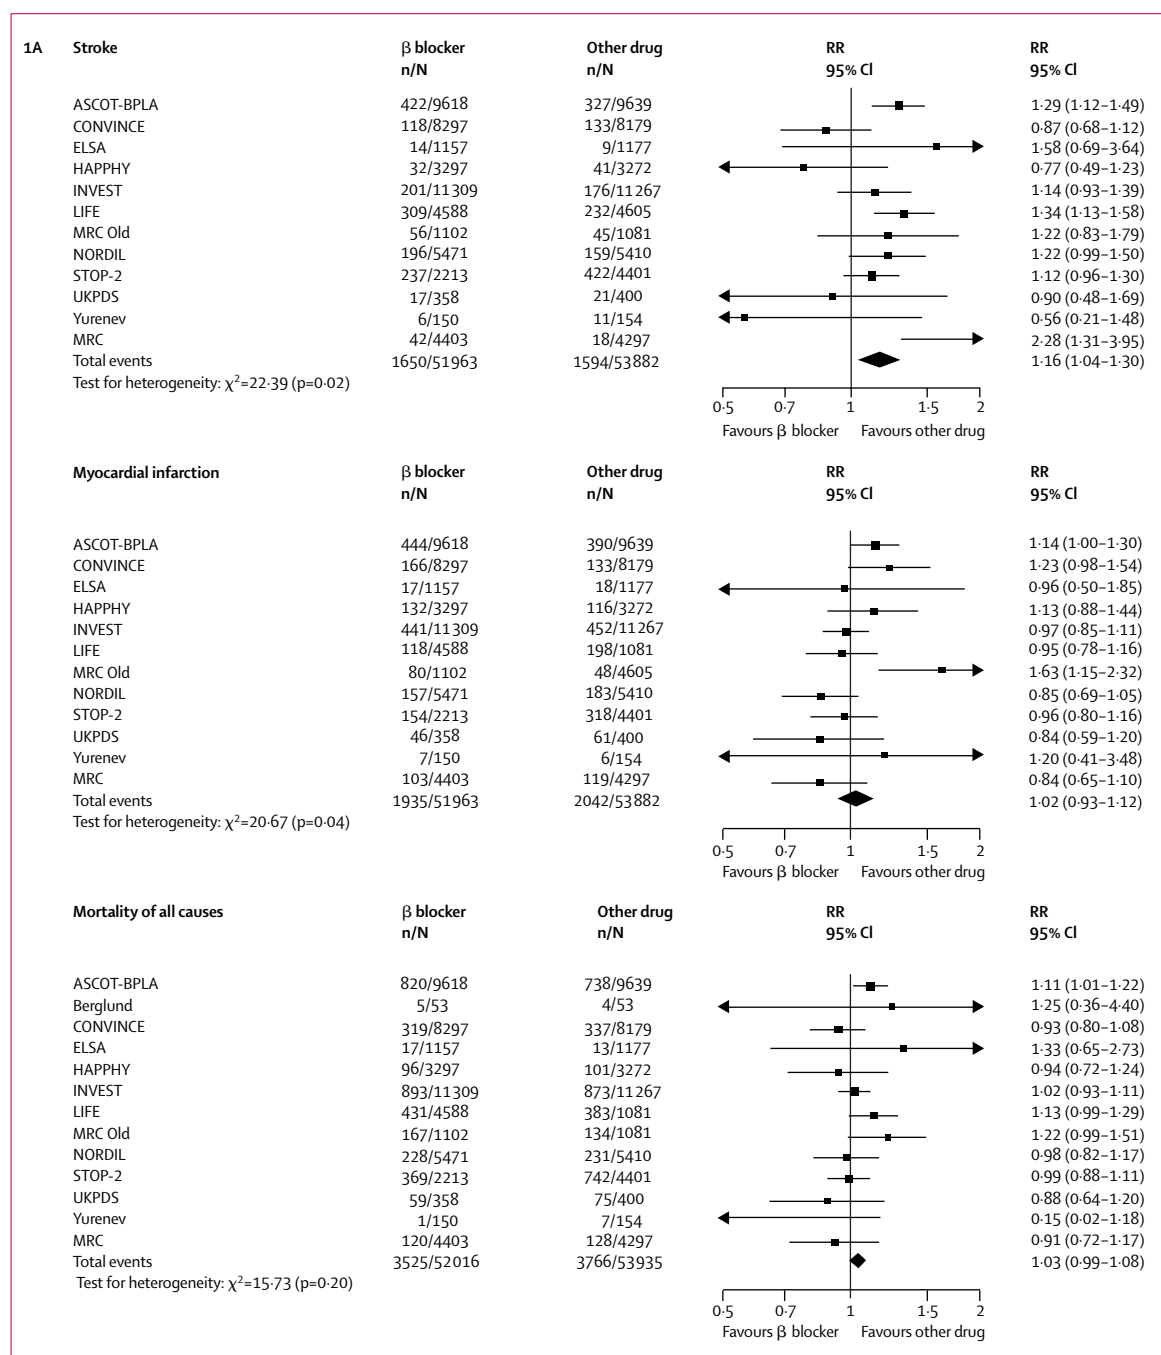 1A Stroke β blocker Other drug RR RR
n/N n/N 95% CI 95% CI
ASCOT-BPLA 422/9618 327/9639 1·29 (1·12–1·49)
CONVINCE 118/8297 133/8179 0·87 (0·68–1·12)
ELSA 14/1157 9/1177 1·58 (0·69–3·64)
HAPPHY 32/3297 41/3272 0·77 (0·49–1·23)
INVEST 201/11309 176/11267 1·14 (0·93–1·39)
LIFE 309/4588 232/4605 1·34 (1·13–1·58)
MRC Old 56/1102 45/1081 1·22 (0·83–1·79)
NORDIL 196/5471 159/5410 1·22 (0·99–1·50)
STOP-2 237/2213 422/4401 1·12 (0·96–1·30)
UKPDS 17/358 21/400 0·90 (0·48–1·69)
Yurenev 6/150 11/154 0·56 (0·21–1·48)
MRC 42/4403 18/4297 2·28 (1·31–3·95)
Total events 1650/51963 1594/53882 1·16 (1·04–1·30)
Test for heterogeneity: χ²=22·39 (p=0·02)
0·5 0·7 1 1·5 2
Favours β blocker Favours other drug
Myocardial infarction β blocker Other drug RR RR
n/N n/N 95% CI 95% CI
ASCOT-BPLA 444/9618 390/9639 1·14 (1·00–1·30)
CONVINCE 166/8297 133/8179 1·23 (0·98–1·54)
ELSA 17/1157 18/1177 0·96 (0·50–1·85)
HAPPHY 132/3297 116/3272 1·13 (0·88–1·44)
INVEST 441/11309 452/11267 0·97 (0·85–1·11)
LIFE 118/4588 198/1081 0·95 (0·78–1·16)
MRC Old 80/1102 48/4605 1·63 (1·15–2·32)
NORDIL 157/5471 183/5410 0·85 (0·69–1·05)
STOP-2 154/2213 318/4401 0·96 (0·80–1·16)
UKPDS 46/358 61/400 0·84 (0·59–1·20)
Yurenev 7/150 6/154 1·20 (0·41–3·48)
MRC 103/4403 119/4297 0·84 (0·65–1·10)
Total events 1935/51963 2042/53882 1·02 (0·93–1·12)
Test for heterogeneity: χ²=20·67 (p=0·04)
0·5 0·7 1 1·5 2
Favours β blocker Favours other drug
Mortality of all causes β blocker Other drug RR RR
n/N n/N 95% CI 95% CI
ASCOT-BPLA 820/9618 738/9639 1·11 (1·01–1·22)
Berglund 5/53 4/53 1·25 (0·36–4·40)
CONVINCE 319/8297 337/8179 0·93 (0·80–1·08)
ELSA 17/1157 13/1177 1·33 (0·65–2·73)
HAPPHY 96/3297 101/3272 0·94 (0·72–1·24)
INVEST 893/11309 873/11267 1·02 (0·93–1·11)
LIFE 431/4588 383/1081 1·13 (0·99–1·29)
MRC Old 167/1102 134/1081 1·22 (0·99–1·51)
NORDIL 228/5471 231/5410 0·98 (0·82–1·17)
STOP-2 369/2213 742/4401 0·99 (0·88–1·11)
UKPDS 59/358 75/400 0·88 (0·64–1·20)
Yurenev 1/150 7/154 0·15 (0·02–1·18)
MRC 120/4403 128/4297 0·91 (0·72–1·17)
Total events 3525/52016 3766/53935 1·03 (0·99–1·08)
Test for heterogeneity: χ²=15·73 (p=0·20)
0·5 0·7 1 1·5 2
Favours β blocker Favours other drug